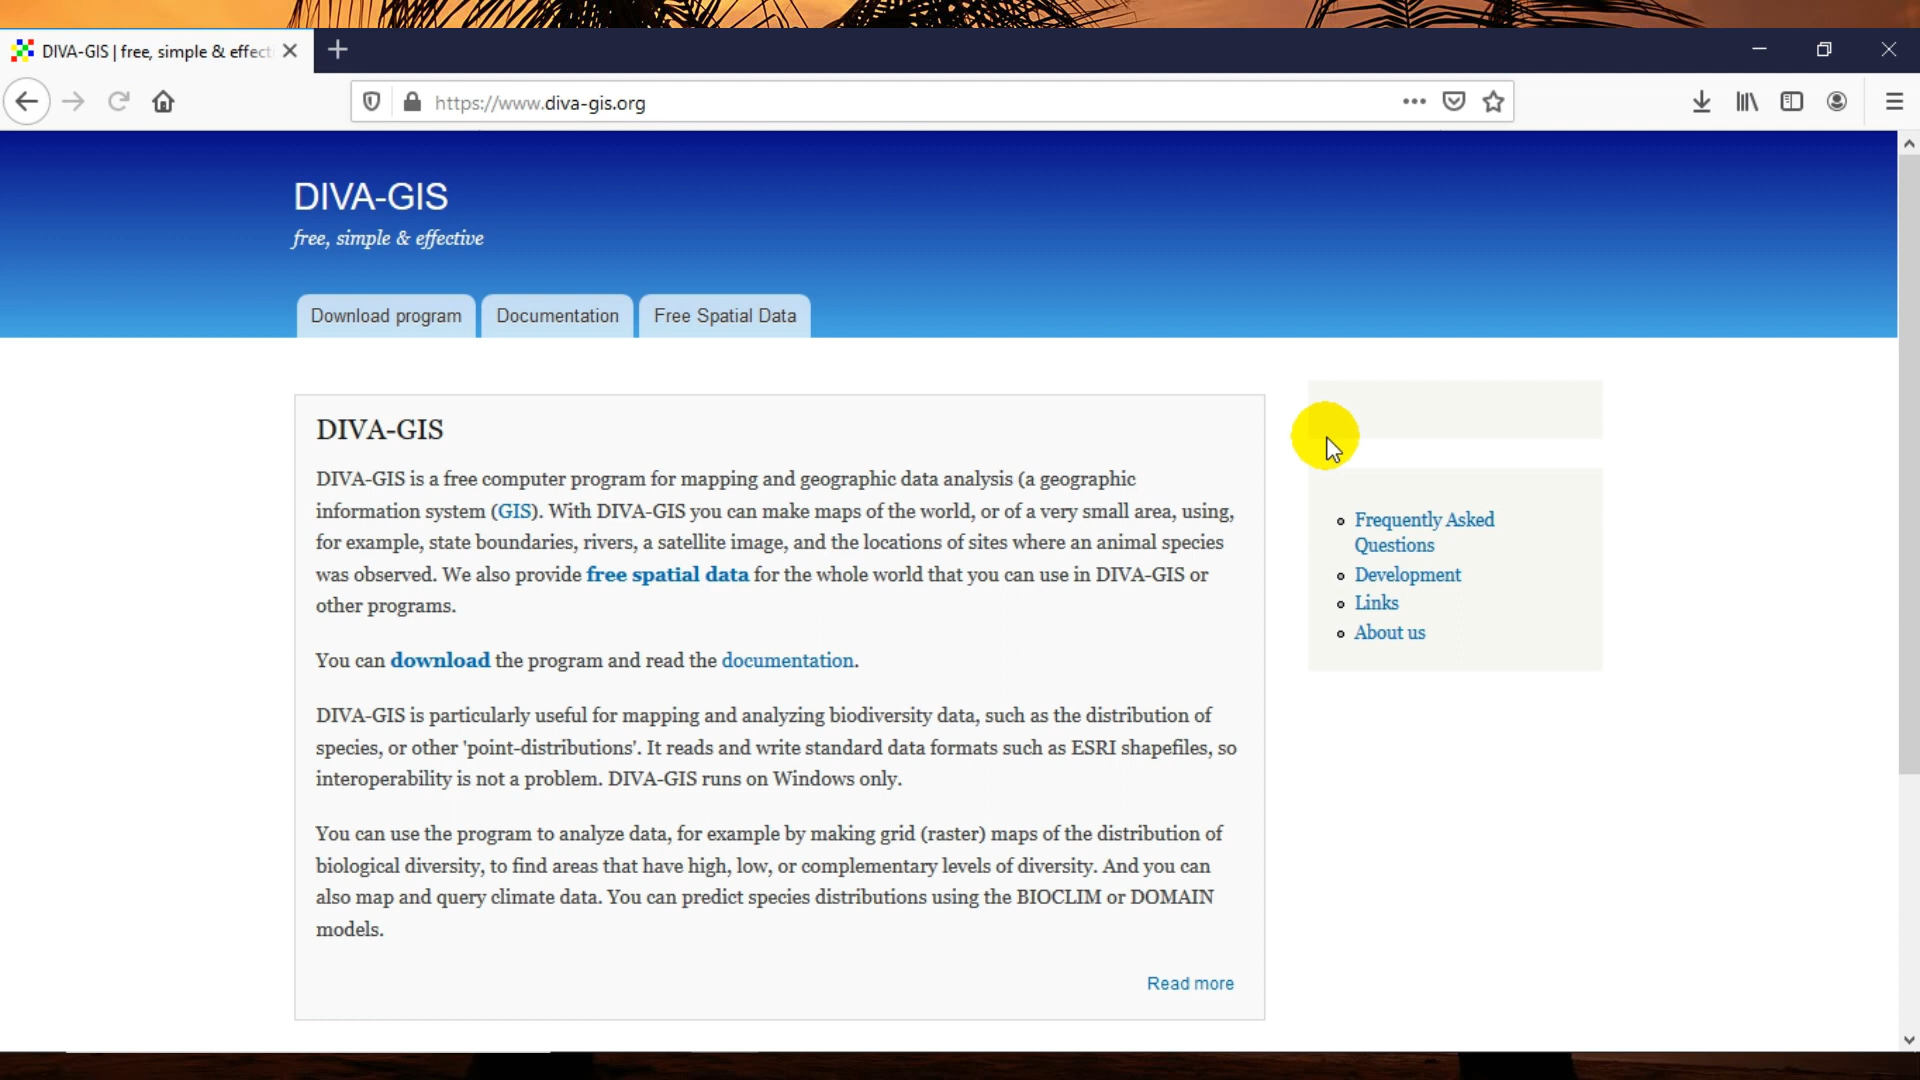 DIVA-GIS | free, simple & effecti
https://www.diva-gis.org
DIVA-GIS
free, simple & effective
Download program
Documentation
Free Spatial Data
DIVA-GIS
DIVA-GIS is a free computer program for mapping and geographic data analysis (a geographic
information system (GIS). With DIVA-GIS you can make maps of the world, or of a very small area, using,
for example, state boundaries, rivers, a satellite image, and the locations of sites where an animal species
was observed. We also provide free spatial data for the whole world that you can use in DIVA-GIS or
other programs.
You can download the program and read the documentation.
DIVA-GIS is particularly useful for mapping and analyzing biodiversity data, such as the distribution of
species, or other 'point-distributions'. It reads and write standard data formats such as ESRI shapefiles, so
interoperability is not a problem. DIVA-GIS runs on Windows only.
You can use the program to analyze data, for example by making grid (raster) maps of the distribution of
biological diversity, to find areas that have high, low, or complementary levels of diversity. And you can
also map and query climate data. You can predict species distributions using the BIOCLIM or DOMAIN
models.
Read more
Frequently Asked
Questions
Development
Links
About us